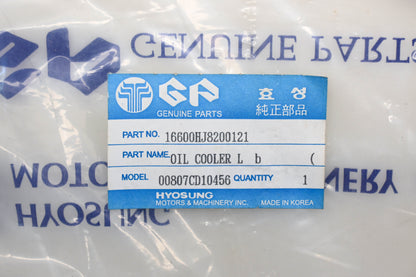 GENUINE PARTS
GP
GENUINE PARTS
효성
純正部品
PART NO. 16600HJ8200121
PART NAME OIL COOLER L b (
MODEL 00807CD10456 QUANTITY 1
HYOSUNG
MOTORS & MACHINERY INC.
MADE IN KOREA
MOTO
HYOSUNG